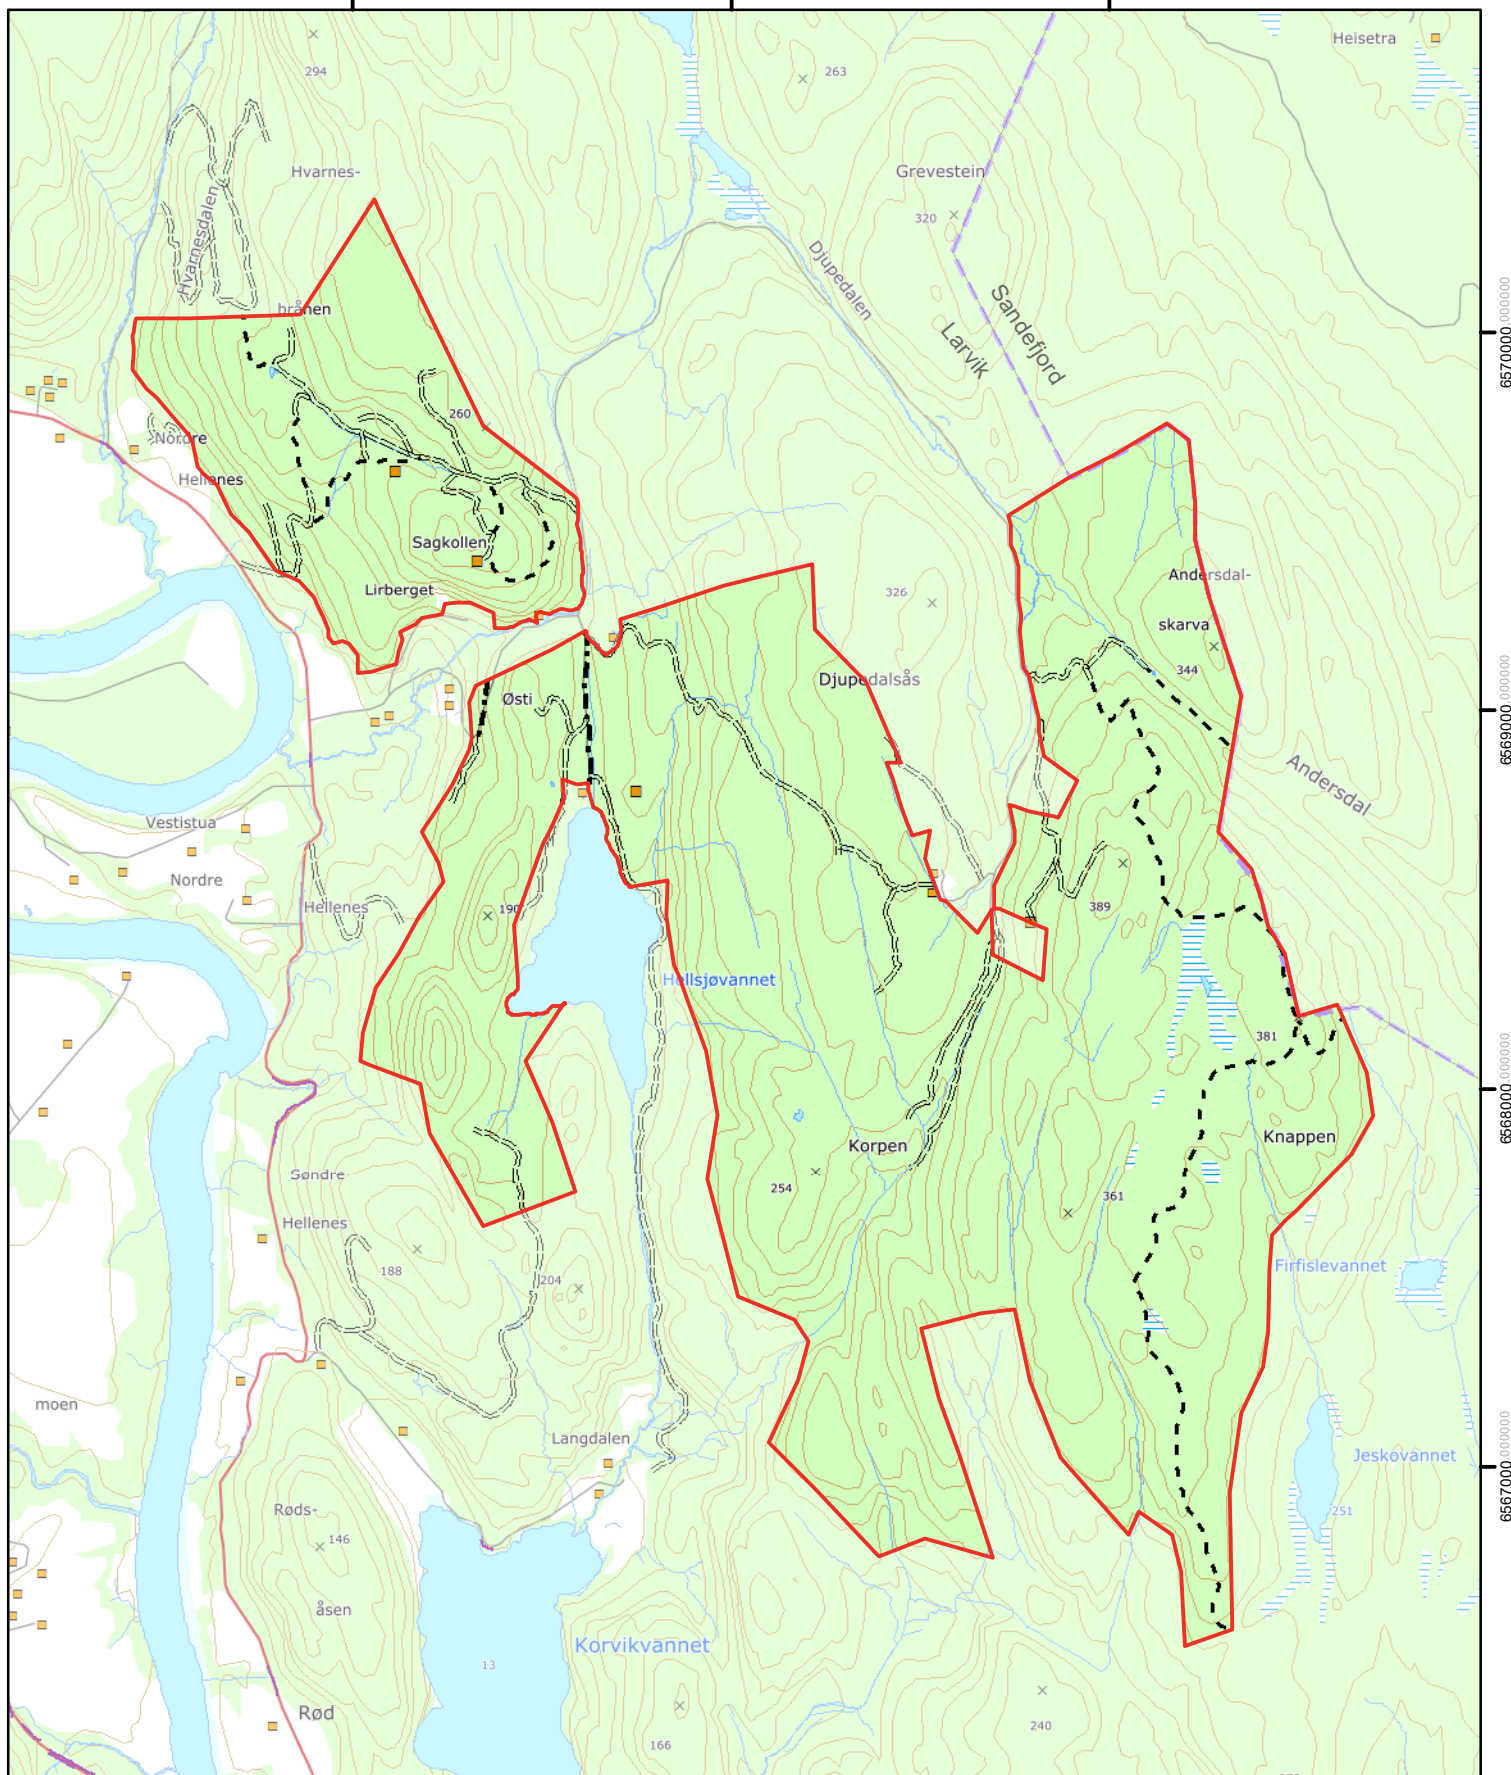 Heisetra
294
263
Hvarnes-
Grevestein
320
Hvarnesdalen
Djupedalen
Sandefjord
Larvik
brånen
6570000,000000
260
Nordre
Hellenes
Sagkollen
Lirberget
326
Andersdal-
skarva
344
Djupedalsås
Østi
6569000,000000
Andersdal
Vestistua
Nordre
Hellenes
190
389
Hellsjøvannet
381
6568000,000000
Knappen
Korpen
254
361
Søndre
Hellenes
188
204
Firfislevannet
moen
Langdalen
Jeskovannet
6567000,000000
251
Røds-
146
åsen
Korvikvannet
13
Rød
166
240